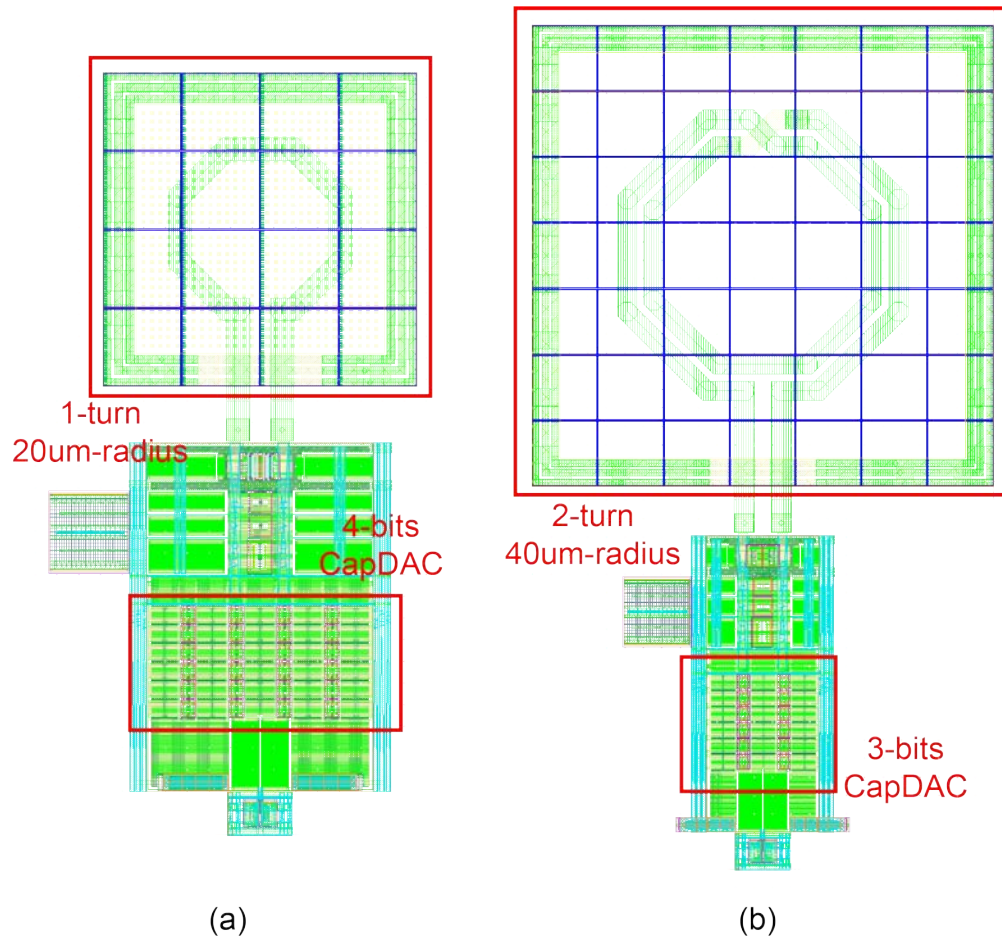 1-turn
20um-radius
4-bits
CapDAC
2-turn
40um-radius
3-bits
CapDAC
(a)
(b)